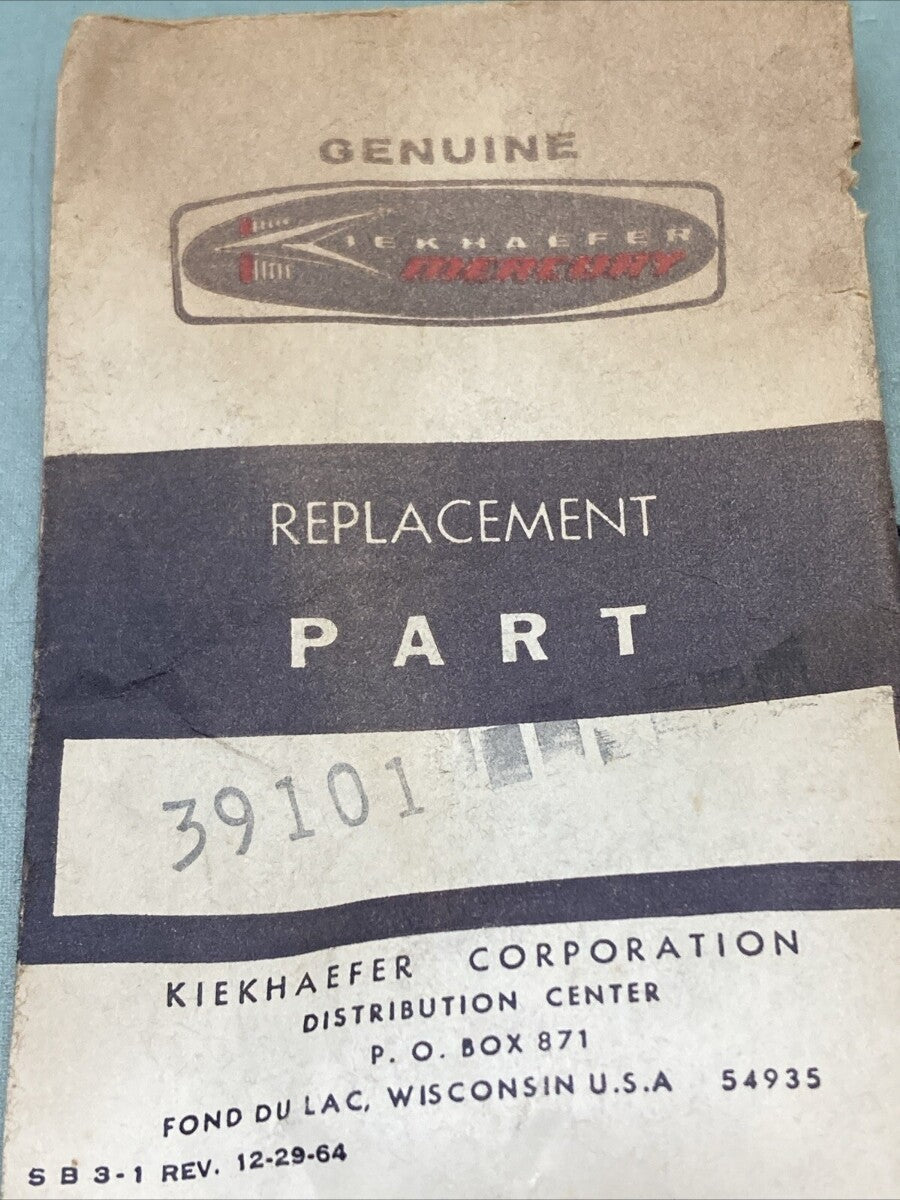 GENUINE
KIEKHAEFER
MERCURY
REPLACEMENT
PART
39101
KIEKHAEFER CORPORATION
DISTRIBUTION CENTER
P. O. BOX 871
FOND DU LAC, WISCONSIN U.S.A 54935
S B 3-1 REV. 12-29-64